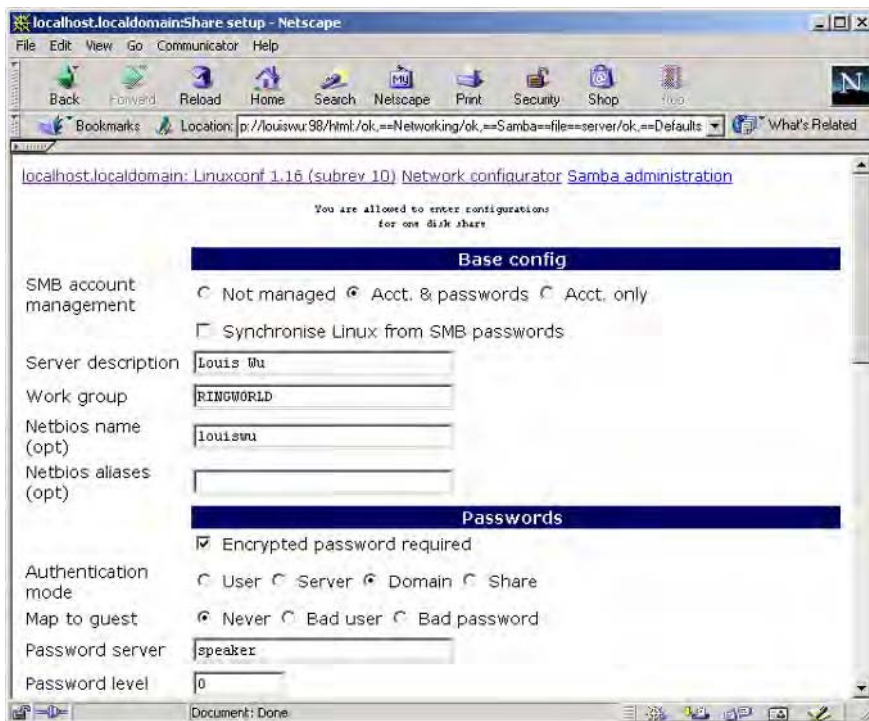 localhost.localdomain:Share setup - Netscape
File Edit View Go Communicator Help
Back Forward Reload Home Search Netscape Print Security Shop Stop
My
N
Bookmarks Location: p://louiswu:98/html:/ok,==Networking/ok,==Samba==file==server/ok,==Defaults What's Related
localhost.localdomain: Linuxconf 1.16 (subrev 10) Network configurator Samba administration
You are allowed to enter configurations
for one disk share
Base config
SMB account management
Not managed Acct. & passwords Acct. only
Synchronise Linux from SMB passwords
Server description Louis Wu
Work group RINGWORLD
Netbios name (opt) louiswu
Netbios aliases (opt)
Passwords
Encrypted password required
Authentication mode User Server Domain Share
Map to guest Never Bad user Bad password
Password server speaker
Password level 0
Document: Done